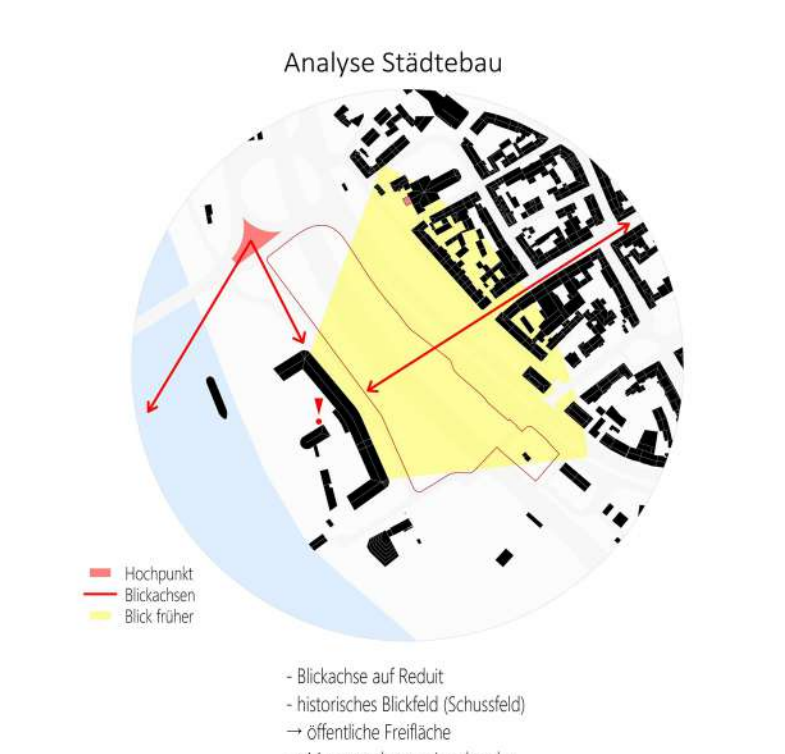 Analyse Städtebau
!
Hochpunkt
Blickachsen
Blick früher
- Blickachse auf Reduit
- historisches Blickfeld (Schussfeld)
→ öffentliche Freifläche